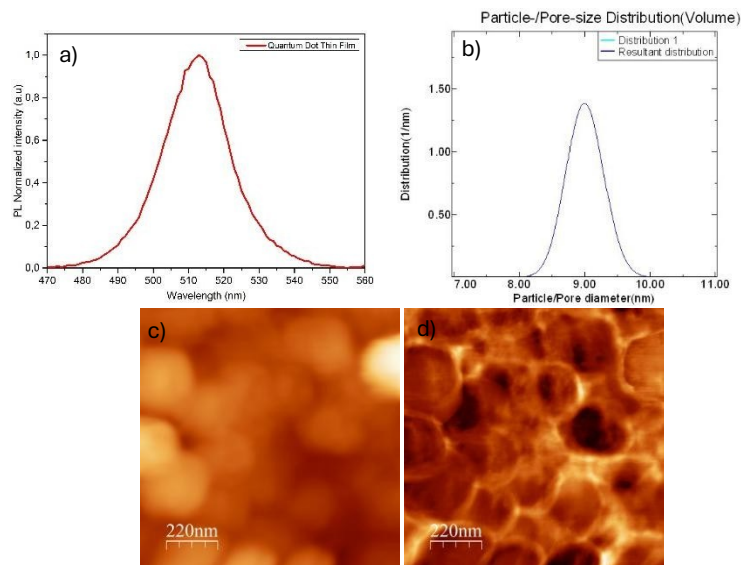 a)
Quantum Dot Thin Film
PL Normalized intensity (a.u)
1,0
0,8
0,6
0,4
0,2
0,0
470 480 490 500 510 520 530 540 550 560
Wavelength (nm)
Particle-/Pore-size Distribution(Volume)
b)
Distribution 1
Resultant distribution
Distribution(1/nm)
1.50
1.00
0.50
7.00 8.00 9.00 10.00 11.00
Particle/Pore diameter(nm)
c)
220nm
d)
220nm